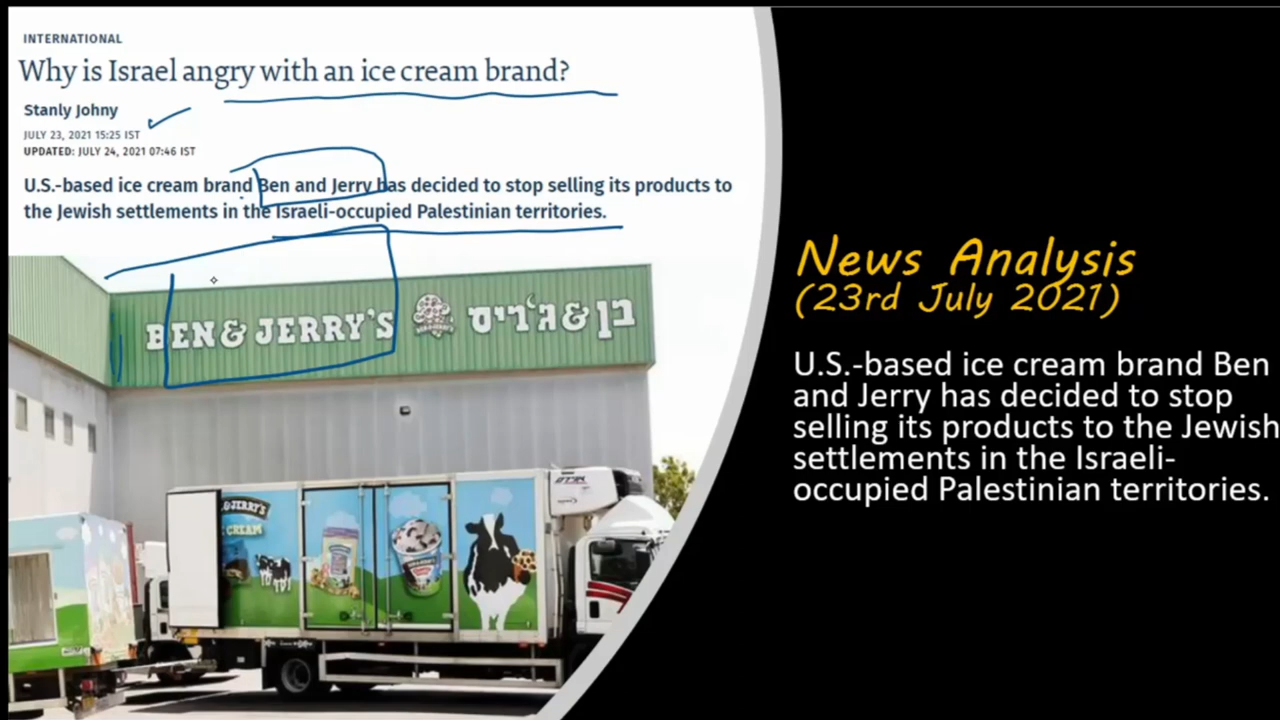 INTERNATIONAL
Why is Israel angry with an ice cream brand?
Stanly Johny
JULY 23, 2021 15:25 IST
UPDATED: JULY 24, 2021 07:46 IST
U.S.-based ice cream brand Ben and Jerry has decided to stop selling its products to
the Jewish settlements in the Israeli-occupied Palestinian territories.
BEN & JERRY'S
בן & ג'ריס
&JERRY'S
CREAM
News Analysis
(23rd July 2021)
U.S.-based ice cream brand Ben
and Jerry has decided to stop
selling its products to the Jewish
settlements in the Israeli-
occupied Palestinian territories.